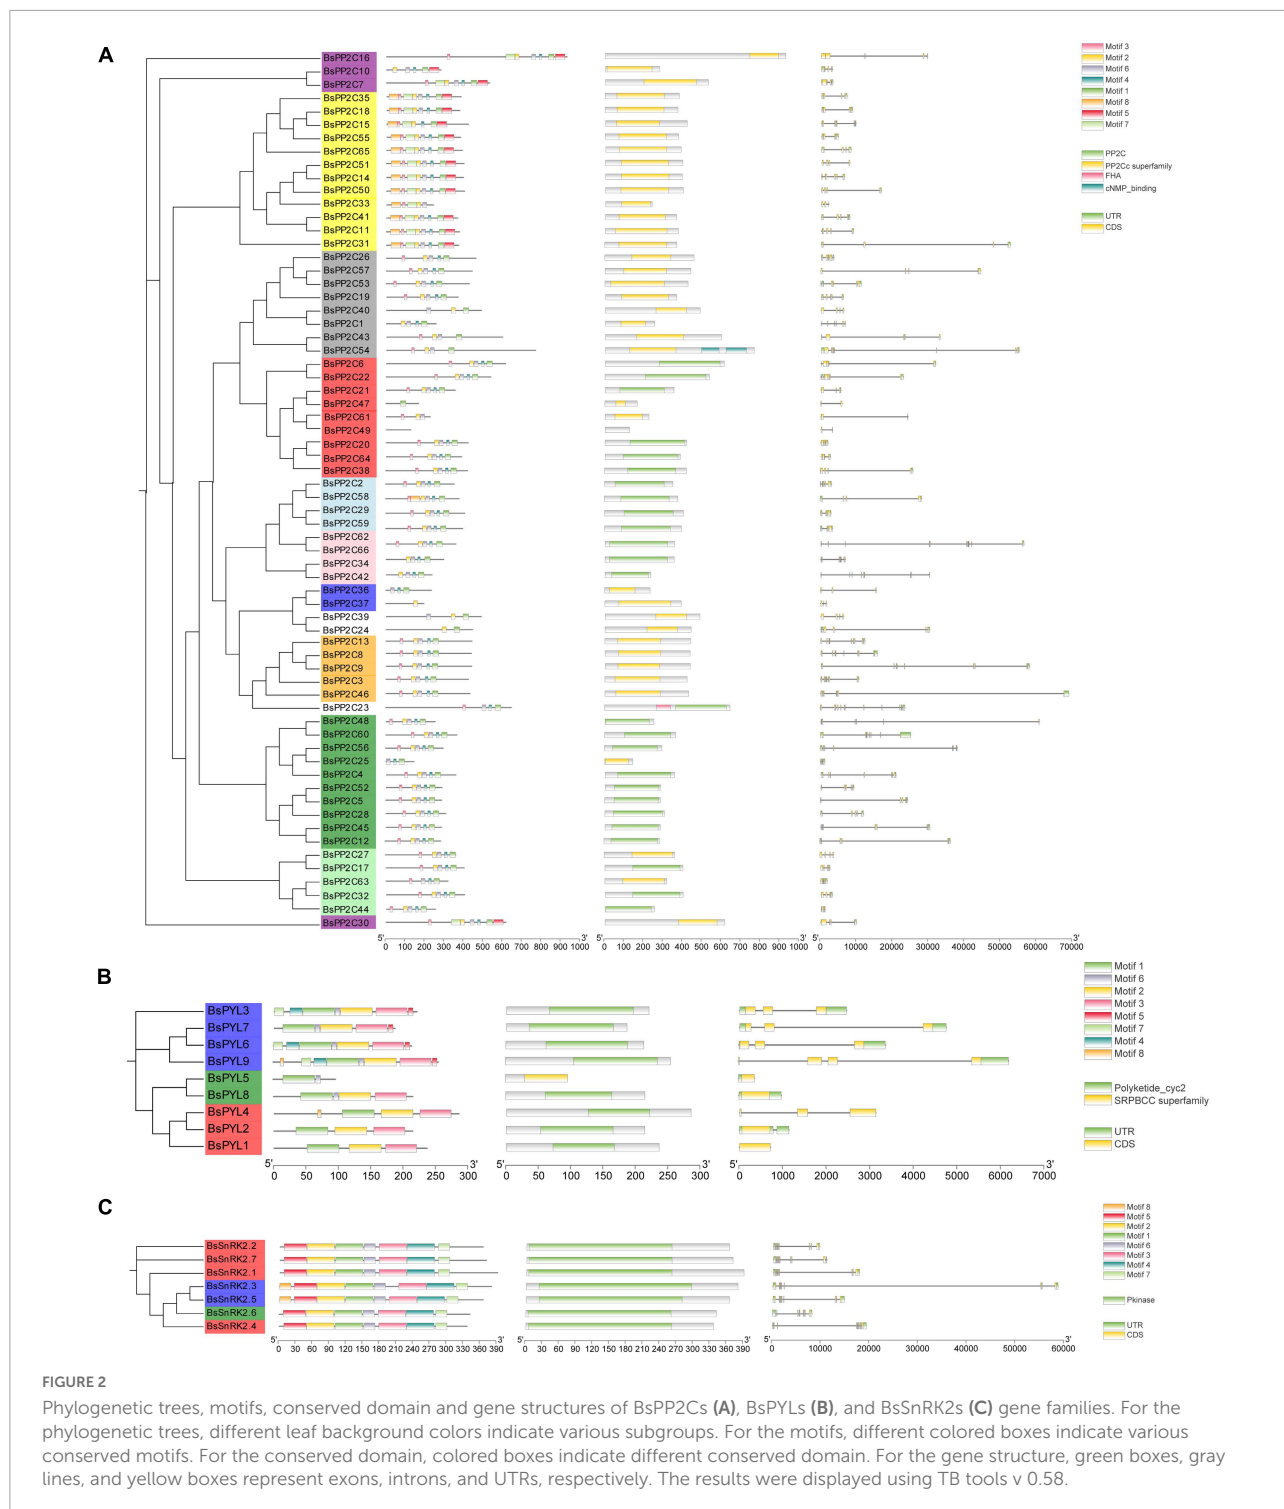 A
BsPP2C16
BsPP2C10
BsPP2C7
BsPP2C35
BsPP2C18
BsPP2C15
BsPP2C55
BsPP2C65
BsPP2C51
BsPP2C14
BsPP2C50
BsPP2C33
BsPP2C41
BsPP2C11
BsPP2C31
BsPP2C26
BsPP2C57
BsPP2C53
BsPP2C19
BsPP2C40
BsPP2C1
BsPP2C43
BsPP2C54
BsPP2C6
BsPP2C22
BsPP2C21
BsPP2C47
BsPP2C61
BsPP2C49
BsPP2C20
BsPP2C64
BsPP2C38
BsPP2C2
BsPP2C58
BsPP2C29
BsPP2C59
BsPP2C62
BsPP2C66
BsPP2C34
BsPP2C42
BsPP2C36
BsPP2C37
BsPP2C39
BsPP2C24
BsPP2C13
BsPP2C8
BsPP2C9
BsPP2C3
BsPP2C46
BsPP2C23
BsPP2C48
BsPP2C60
BsPP2C56
BsPP2C25
BsPP2C4
BsPP2C52
BsPP2C5
BsPP2C28
BsPP2C45
BsPP2C12
BsPP2C27
BsPP2C17
BsPP2C63
BsPP2C32
BsPP2C44
BsPP2C30
5' 3' 5' 3' 5' 3'
0 100 200 300 400 500 600 700 800 900 1000
0 100 200 300 400 500 600 700 800 900 1000
0 10000 20000 30000 40000 50000 60000 70000
Motif 3
Motif 2
Motif 6
Motif 4
Motif 1
Motif 8
Motif 5
Motif 7
PP2C
PP2Cc superfamily
FHA
cNMP_binding
UTR
CDS
B
BsPYL3
BsPYL7
BsPYL6
BsPYL9
BsPYL5
BsPYL8
BsPYL4
BsPYL2
BsPYL1
5' 3' 5' 3' 5' 3'
0 50 100 150 200 250 300
0 50 100 150 200 250 300
0 1000 2000 3000 4000 5000 6000 7000
Motif 1
Motif 6
Motif 2
Motif 3
Motif 5
Motif 7
Motif 4
Motif 8
Polyketide_cyc2
SRPBCC superfamily
UTR
CDS
C
BsSnRK2.2
BsSnRK2.7
BsSnRK2.1
BsSnRK2.3
BsSnRK2.5
BsSnRK2.6
BsSnRK2.4
5' 3' 5' 3' 5' 3'
0 30 60 90 120 150 180 210 240 270 300 330 360 390
0 30 60 90 120 150 180 210 240 270 300 330 360 390
0 10000 20000 30000 40000 50000 60000
Motif 8
Motif 5
Motif 2
Motif 1
Motif 6
Motif 3
Motif 4
Motif 7
Pkinase
UTR
CDS
FIGURE 2
Phylogenetic trees, motifs, conserved domain and gene structures of BsPP2Cs (A), BsPYLs (B), and BsSnRK2s (C) gene families. For the
phylogenetic trees, different leaf background colors indicate various subgroups. For the motifs, different colored boxes indicate various
conserved motifs. For the conserved domain, colored boxes indicate different conserved domain. For the gene structure, green boxes, gray
lines, and yellow boxes represent exons, introns, and UTRs, respectively. The results were displayed using TB tools v 0.58.